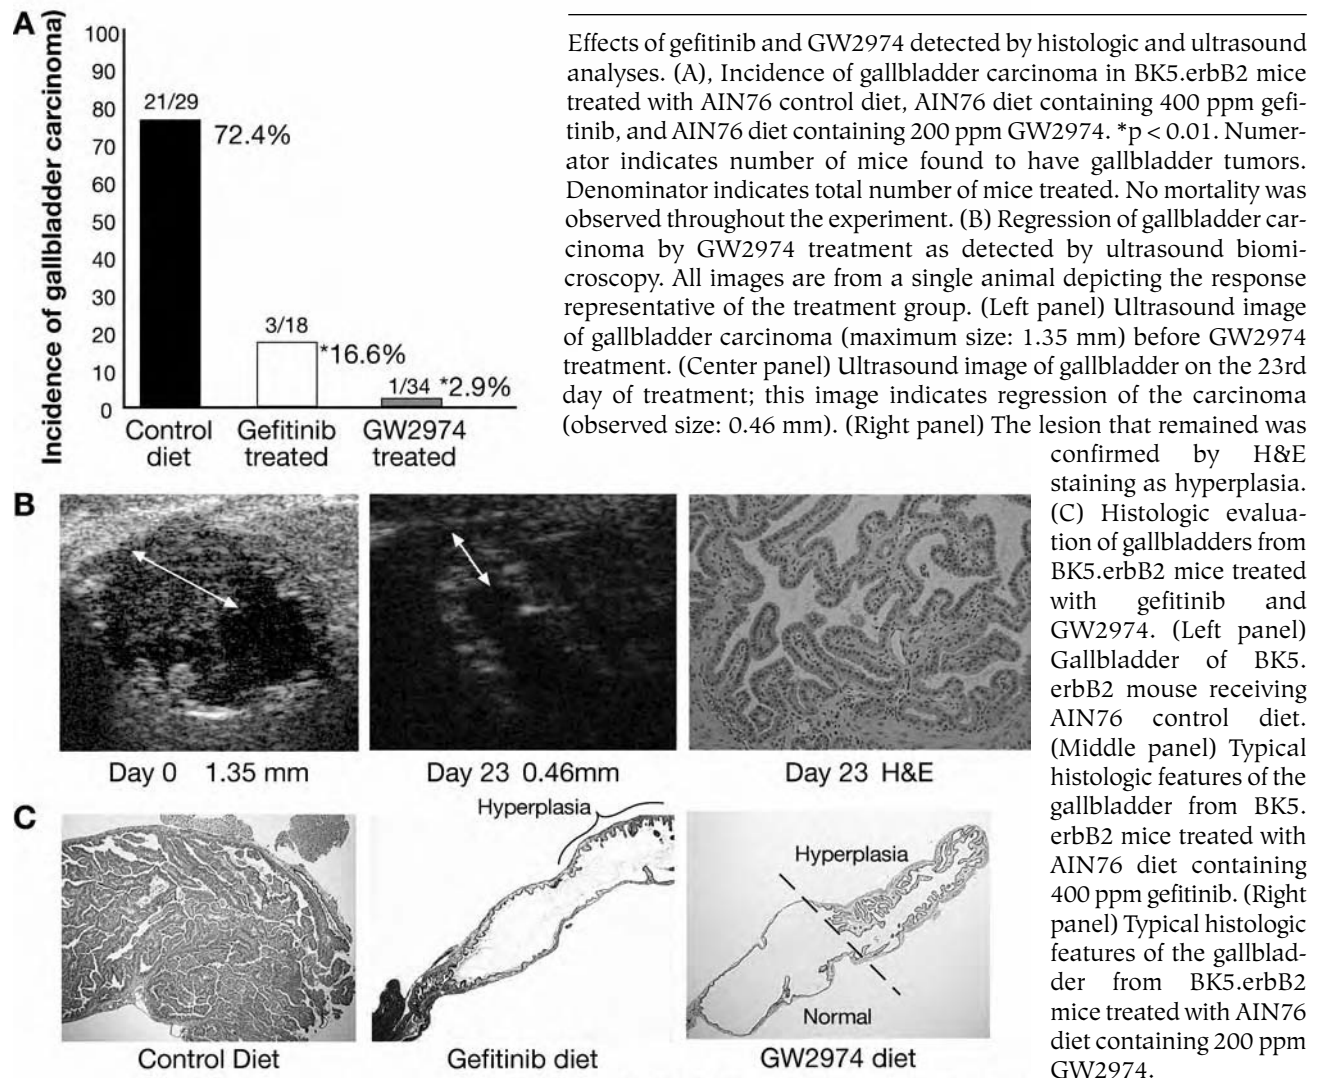 A
Incidence of gallbladder carcinoma)
100
90
80
70
60
50
40
30
20
10
0
21/29
72.4%
3/18
*16.6%
1/34 *2.9%
Control
diet
Gefitinib
treated
GW2974
treated
Effects of gefitinib and GW2974 detected by histologic and ultrasound
analyses. (A), Incidence of gallbladder carcinoma in BK5.erbB2 mice
treated with AIN76 control diet, AIN76 diet containing 400 ppm gefi-
tinib, and AIN76 diet containing 200 ppm GW2974. *p < 0.01. Numer-
ator indicates number of mice found to have gallbladder tumors.
Denominator indicates total number of mice treated. No mortality was
observed throughout the experiment. (B) Regression of gallbladder car-
cinoma by GW2974 treatment as detected by ultrasound biomi-
croscopy. All images are from a single animal depicting the response
representative of the treatment group. (Left panel) Ultrasound image
of gallbladder carcinoma (maximum size: 1.35 mm) before GW2974
treatment. (Center panel) Ultrasound image of gallbladder on the 23rd
day of treatment; this image indicates regression of the carcinoma
(observed size: 0.46 mm). (Right panel) The lesion that remained was
confirmed by H&E
staining as hyperplasia.
(C) Histologic evalua-
tion of gallbladders from
BK5.erbB2 mice treated
with gefitinib and
GW2974. (Left panel)
Gallbladder of BK5.
erbB2 mouse receiving
AIN76 control diet.
(Middle panel) Typical
histologic features of the
gallbladder from BK5.
erbB2 mice treated with
AIN76 diet containing
400 ppm gefitinib. (Right
panel) Typical histologic
features of the gallblad-
der from BK5.erbB2
mice treated with AIN76
diet containing 200 ppm
GW2974.
B
Day 0 1.35 mm
Day 23 0.46mm
Day 23 H&E
C
Hyperplasia
Hyperplasia
Normal
Control Diet
Gefitinib diet
GW2974 diet